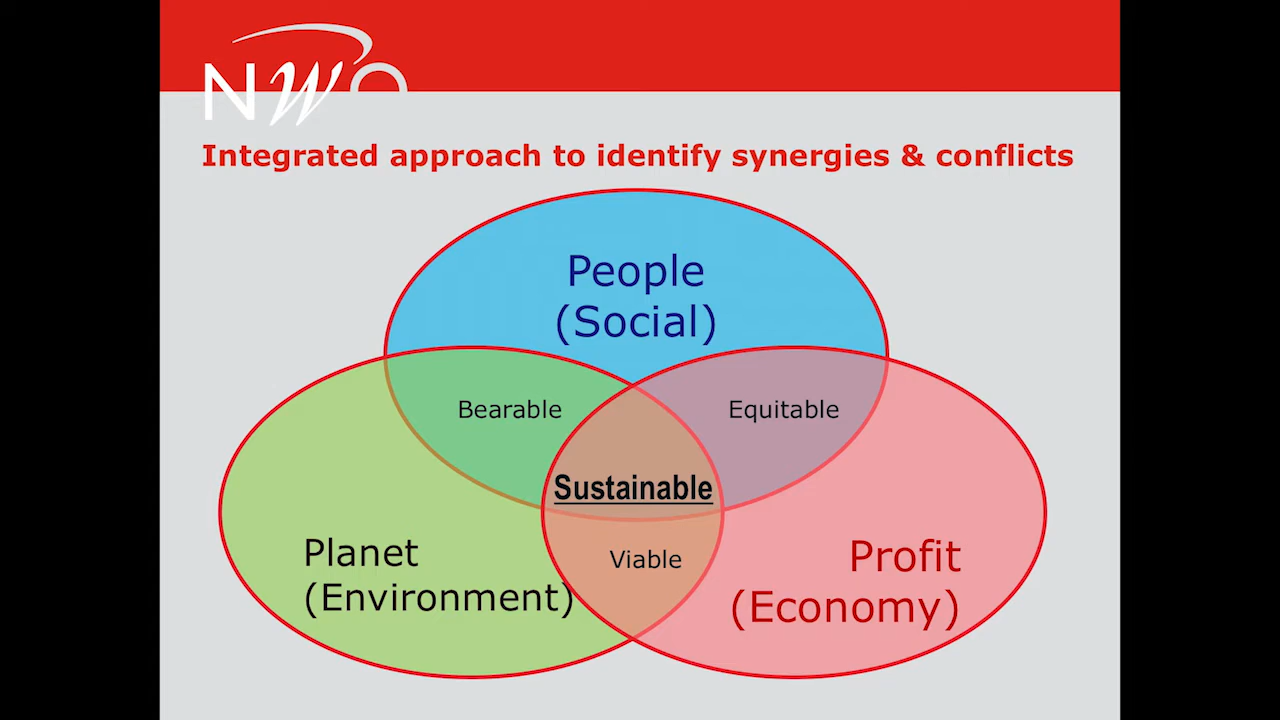 NWO
Integrated approach to identify synergies & conflicts
People
(Social)
Bearable
Equitable
Sustainable
Planet
(Environment)
Viable
Profit
(Economy)